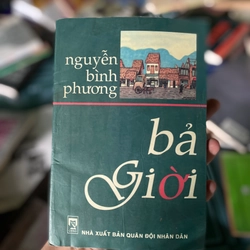 nguyễn
bình
phương
bả
Giời
NHÀ XUẤT BẢN QUÂN ĐỘI NHÂN DÂN